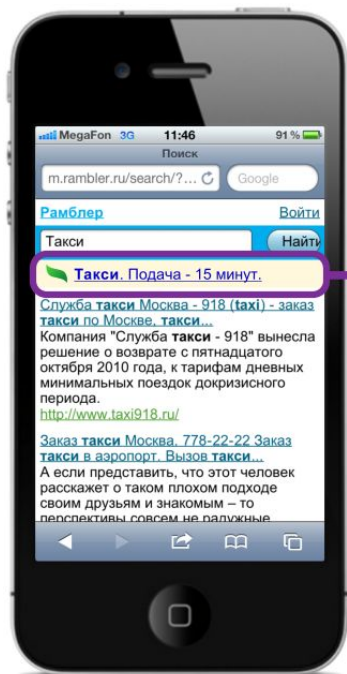 MegaFon 3G 11:46 91 %
Поиск
m.rambler.ru/search/?... Google
Рамблер Войти
Такси Найти
Такси. Подача - 15 минут.
Служба такси Москва - 918 (taxi) - заказ
такси по Москве, такси...
Компания "Служба такси - 918" вынесла
решение о возврате с пятнадцатого
октября 2010 года, к тарифам дневных
минимальных поездок докризисного
периода.
http://www.taxi918.ru/
Заказ такси Москва. 778-22-22 Заказ
такси в аэропорт. Вызов такси...
А если представить, что этот человек
расскажет о таком плохом подходе
своим друзьям и знакомым – то
перспективы совсем не радужные